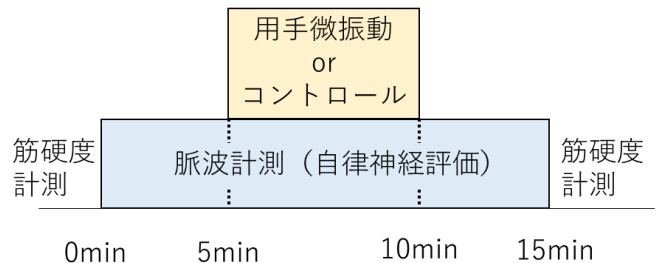 用手微振動
or
コントロール
筋硬度
計測
脈波計測（自律神経評価）
筋硬度
計測
0min
5min
10min
15min